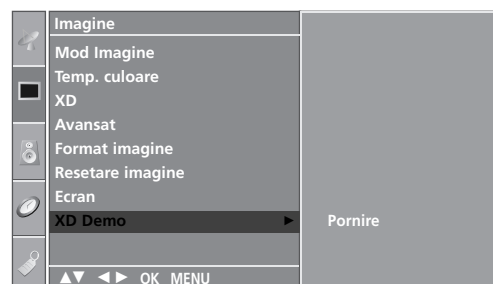 Imagine
Mod Imagine
Temp. culoare
XD
Avansat
Format imagine
Resetare imagine
Ecran
XD Demo ► Pornire
▲▼ ◄► OK MENU